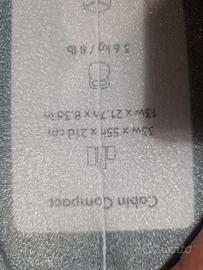 Cabin Compact
33w x 55h x 21d cm
13w x 21.7h x 8.3d in
3.6 kg / 8 lb